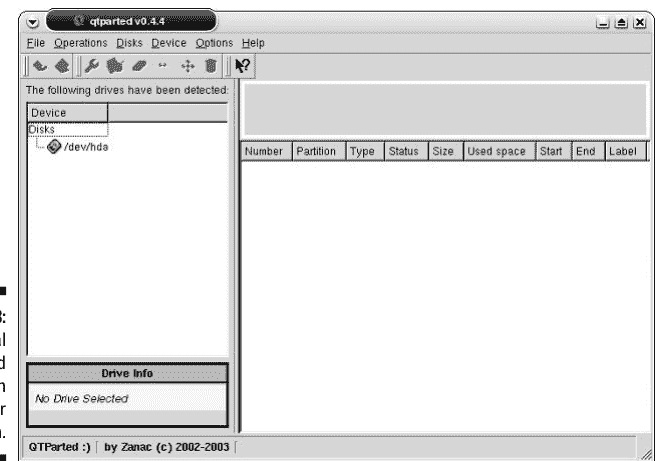 qtparted v0.4.4
File Operations Disks Device Options Help
The following drives have been detected:
Device
Disks
/dev/hda
Number Partition Type Status Size Used space Start End Label
Drive Info
No Drive Selected
QTParted :) by Zanac (c) 2002-2003